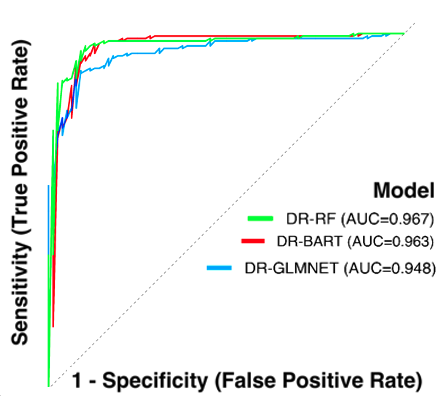 Sensitivity (True Positive Rate)
Model
DR-RF (AUC=0.967)
DR-BART (AUC=0.963)
DR-GLMNET (AUC=0.948)
1 - Specificity (False Positive Rate)